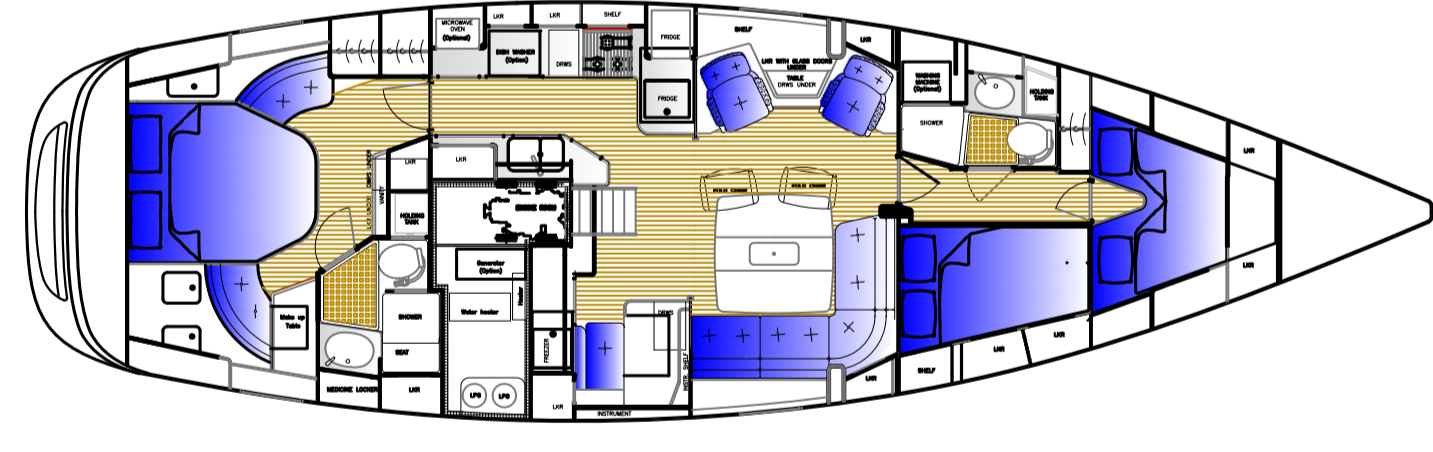 MICROWAVE
OVEN
(Optional)
LKR
LKR
SHELF
DISH WASHER
(Option)
DRWS
FRIDGE
FRIDGE
SHELF
LKR WITH GLASS DOORS
UNDER
TABLE
DRWS UNDER
LKR
WASHING
MACHINE
(Optional)
HOLDING
TANK
SHOWER
LKR
LKR
DRWS UNDER
VANITY
LKR
HOLDING
TANK
ENGINE ROOM
FOLD CHAIR
FOLD CHAIR
LKR
Generator
(Option)
Heater
Water heater
Make up
Table
SHOWER
SEAT
FREEZER
DRWS
INSTR. SHELF
MEDICINE LOCKER
LKR
LPG
LPG
LKR
INSTRUMENT
LKR
SHELF
LKR
LKR